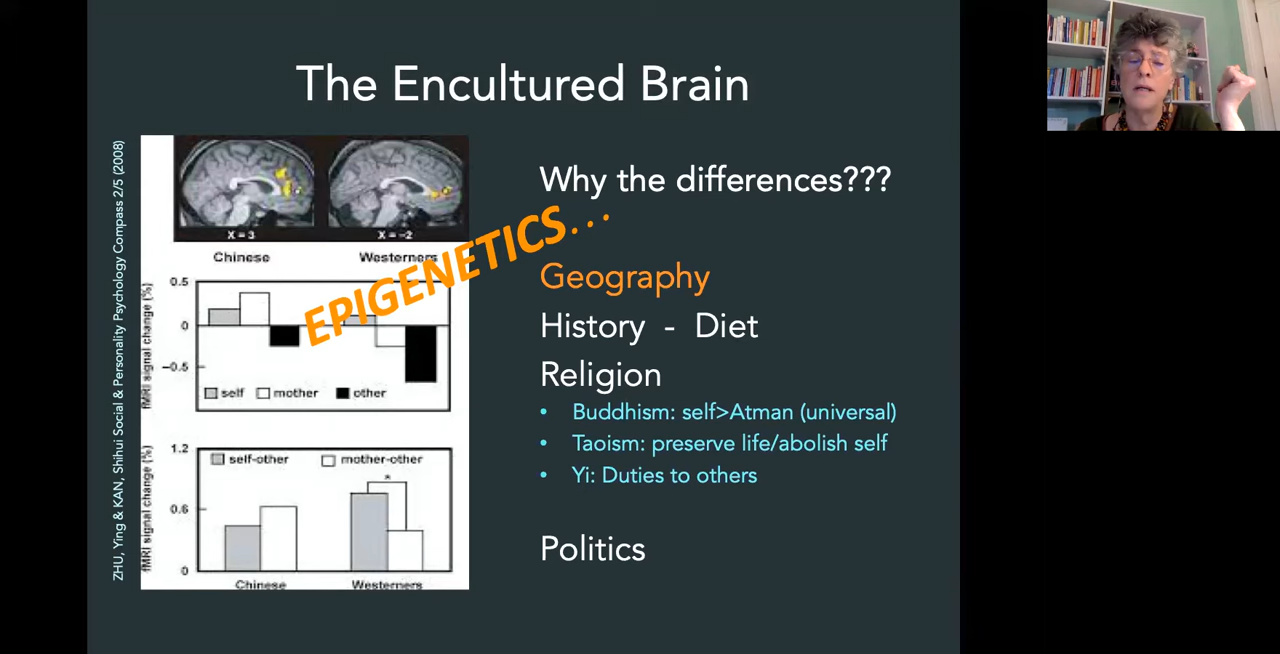 The Encultured Brain
ZHU, Ying & KAN, Shihui Social & Personality Psychology Compass 2/5 (2008)
X = 3
X = -2
Chinese
Westerners
fMRI signal change (%)
0.5
0
-0.5
self
mother
other
fMRI signal change (%)
1.2
0.6
0
self-other
mother-other
*
Chinese
Westerners
EPIGENETICS...
Why the differences???
Geography
History - Diet
Religion
• Buddhism: self>Atman (universal)
• Taoism: preserve life/abolish self
• Yi: Duties to others
Politics